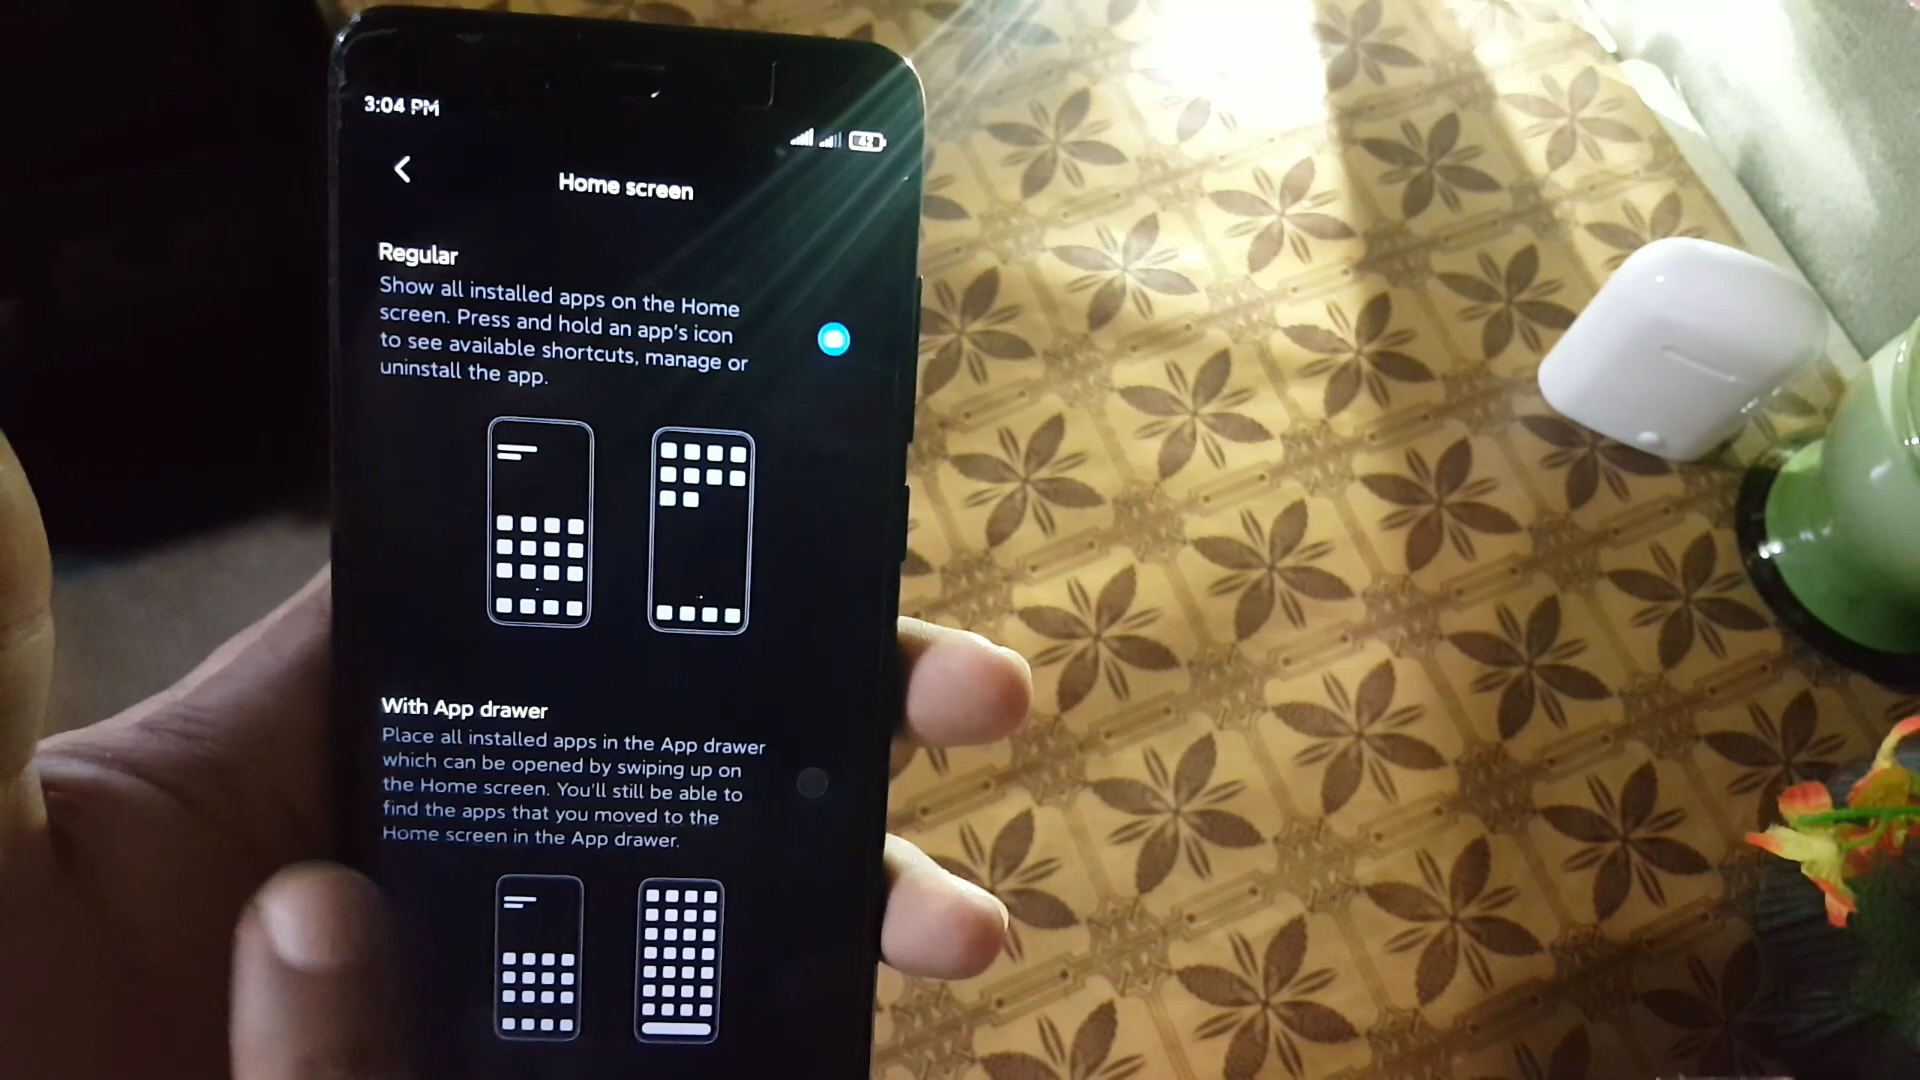 3:04 PM
Home screen
Regular
Show all installed apps on the Home
screen. Press and hold an app's icon
to see available shortcuts, manage or
uninstall the app.
With App drawer
Place all installed apps in the App drawer
which can be opened by swiping up on
the Home screen. You'll still be able to
find the apps that you moved to the
Home screen in the App drawer.